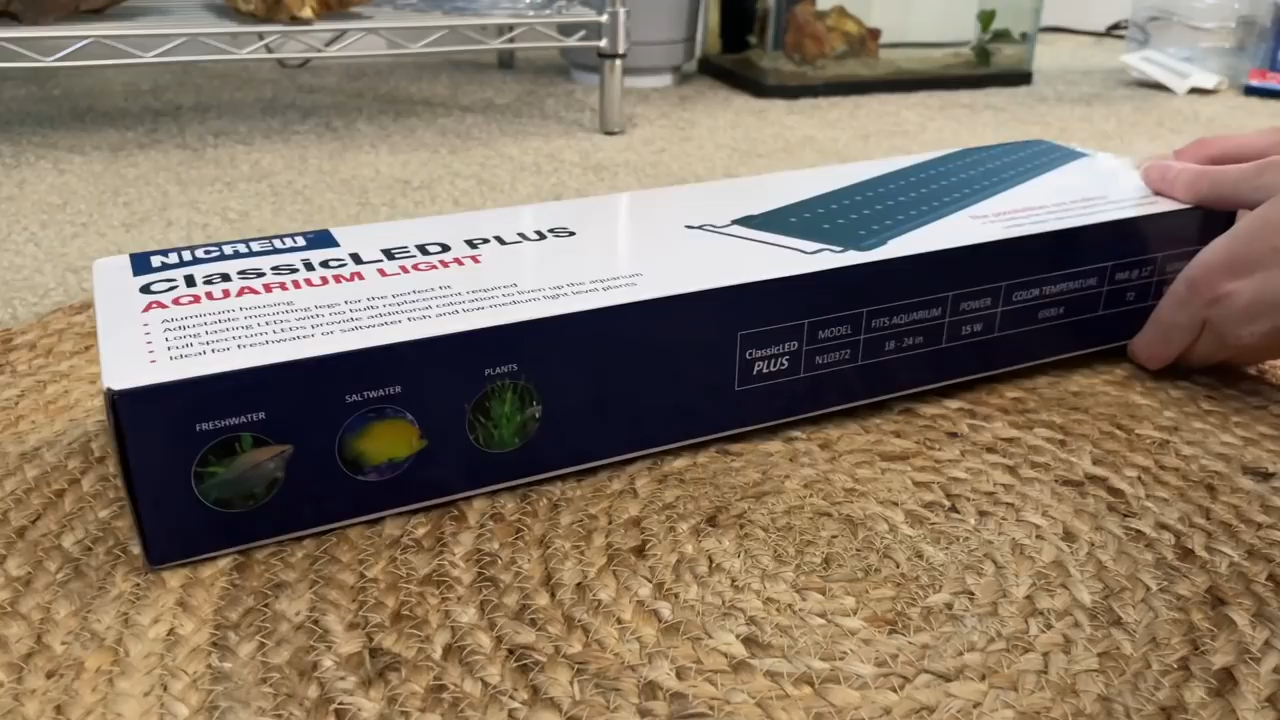 NICREW
ClassicLED PLUS
AQUARIUM LIGHT
Aluminum housing
Adjustable mounting legs for the perfect fit
Long lasting LEDs with no bulb replacement required
Full spectrum LEDs provide additional coloration to liven up the aquarium
Ideal for freshwater or saltwater fish and low-medium light level plants
The possibilities are
FRESHWATER
SALTWATER
PLANTS
ClassicLED
PLUS
MODEL
N10372
FITS AQUARIUM
18 - 24 in
POWER
15 W
COLOR TEMPERATURE
6500 K
PAR @ 12"
72